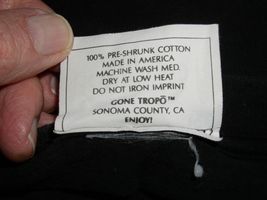 100% PRE-SHRUNK COTTON
MADE IN AMERICA
MACHINE WASH MED.
DRY AT LOW HEAT
DO NOT IRON IMPRINT
GONE TROPŌ™
SONOMA COUNTY, CA
ENJOY!